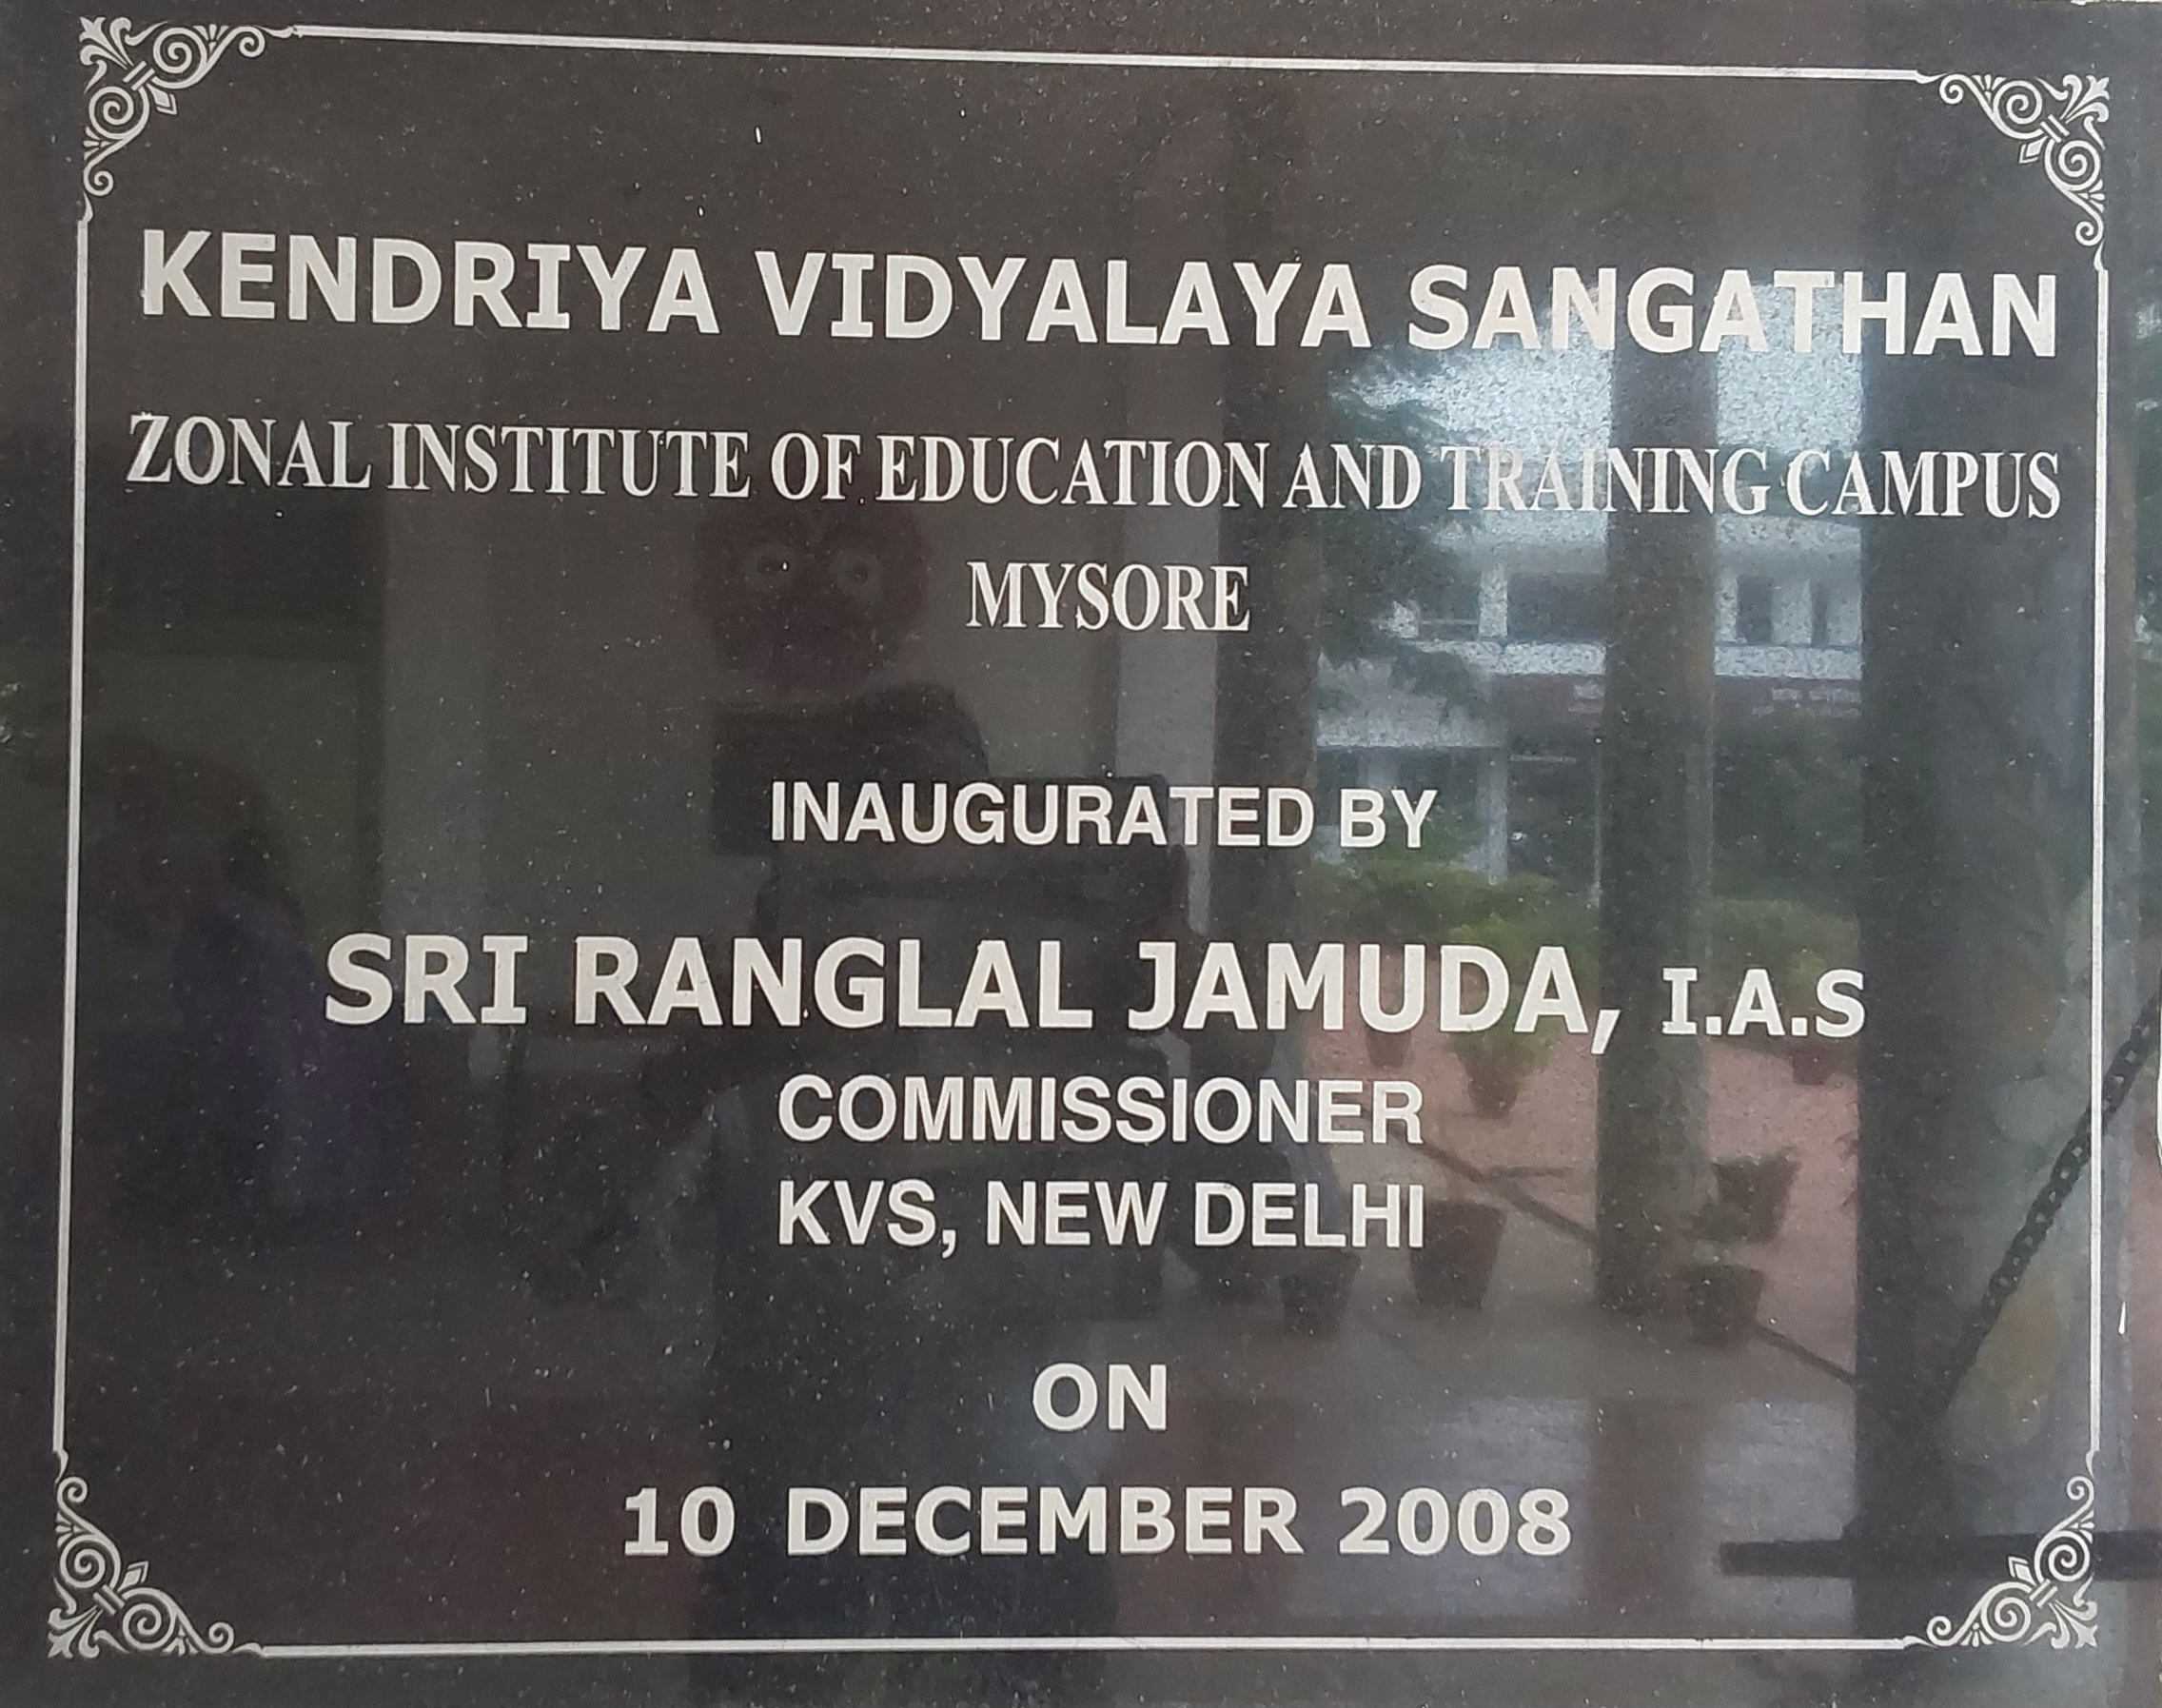 KENDRIYA VIDYALAYA SANGATHAN
ZONAL INSTITUTE OF EDUCATION AND TRAINING CAMPUS
MYSORE
INAUGURATED BY
SRI RANGLAL JAMUDA, I.A.S
COMMISSIONER
KVS, NEW DELHI
ON
10 DECEMBER 2008